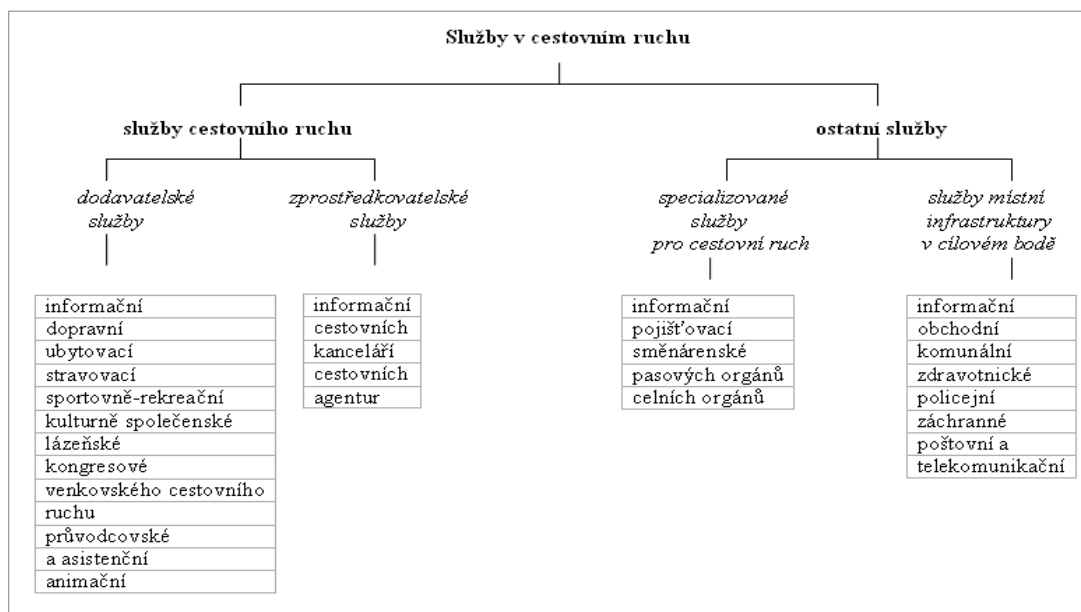 Služby v cestovním ruchu
služby cestovního ruchu
ostatní služby
dodavatelské
služby
zprostředkovatelské
služby
specializované
služby
pro cestovní ruch
služby místní
infrastruktury
v cílovém bodě
informační
dopravní
ubytovací
stravovací
sportovně-rekreační
kulturně společenské
lázeňské
kongresové
venkovského cestovního
ruchu
průvodcovské
a asistenční
animační
informační
cestovních
kanceláří
cestovních
agentur
informační
pojišťovací
směnárenské
pasových orgánů
celních orgánů
informační
obchodní
komunální
zdravotnické
policejní
záchranné
poštovní a
telekomunikační